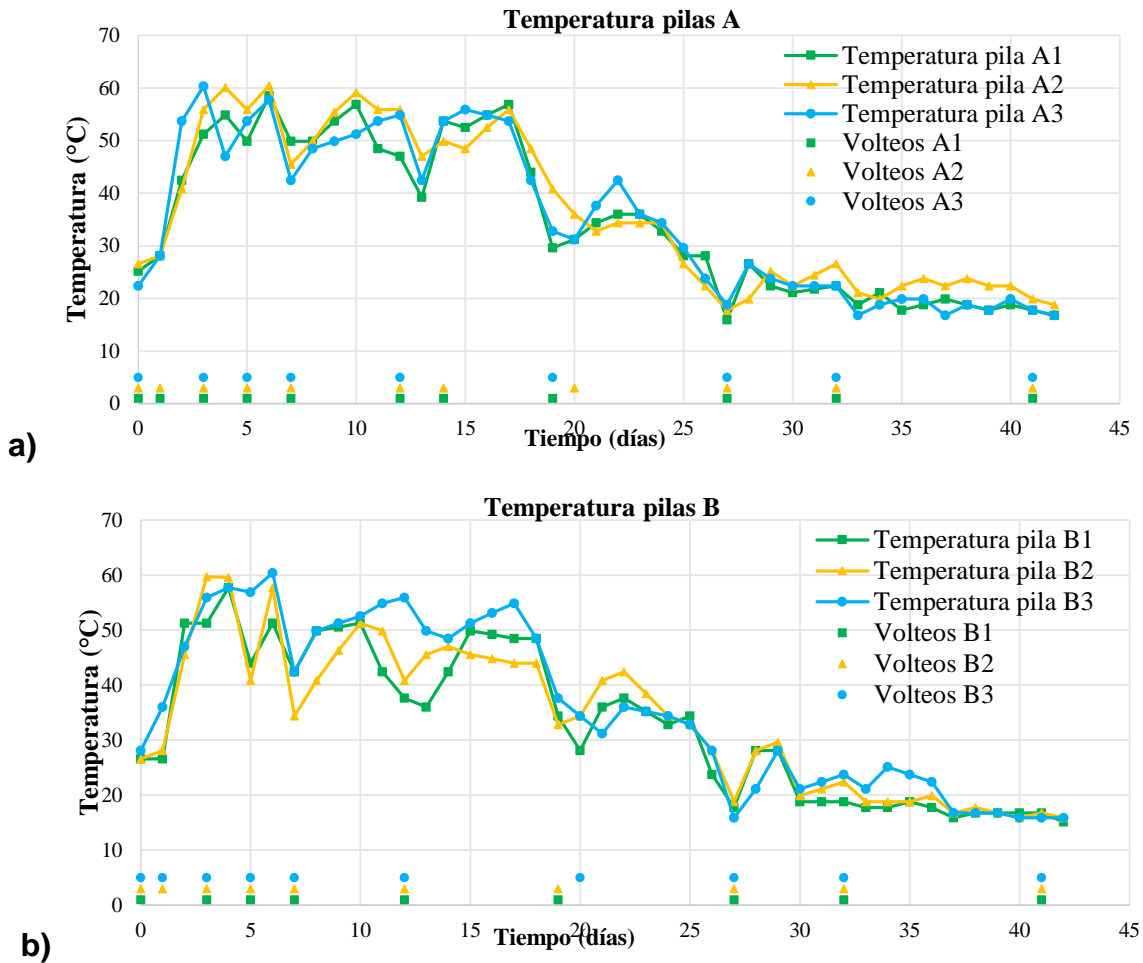 Temperatura pilas A
70
60
50
40
30
20
10
0
Temperatura (°C)
Temperatura pila A1
Temperatura pila A2
Temperatura pila A3
Volteos A1
Volteos A2
Volteos A3
0 5 10 15 20 25 30 35 40 45
Tiempo (días)
a)
Temperatura pilas B
70
60
50
40
30
20
10
0
Temperatura (°C)
Temperatura pila B1
Temperatura pila B2
Temperatura pila B3
Volteos B1
Volteos B2
Volteos B3
0 5 10 15 20 25 30 35 40 45
Tiempo (días)
b)